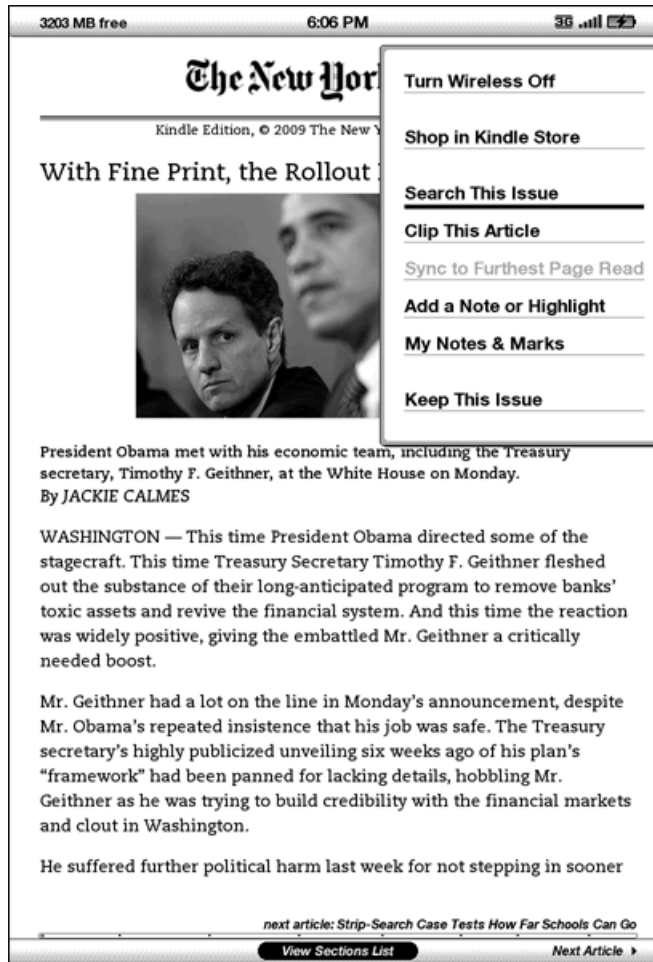 3203 MB free
6:06 PM
3G
The New York
Kindle Edition, © 2009 The New Y
With Fine Print, the Rollout
Turn Wireless Off
Shop in Kindle Store
Search This Issue
Clip This Article
Sync to Furthest Page Read
Add a Note or Highlight
My Notes & Marks
Keep This Issue
President Obama met with his economic team, including the Treasury
secretary, Timothy F. Geithner, at the White House on Monday.
By JACKIE CALMES
WASHINGTON — This time President Obama directed some of the
stagecraft. This time Treasury Secretary Timothy F. Geithner fleshed
out the substance of their long-anticipated program to remove banks’
toxic assets and revive the financial system. And this time the reaction
was widely positive, giving the embattled Mr. Geithner a critically
needed boost.
Mr. Geithner had a lot on the line in Monday’s announcement, despite
Mr. Obama’s repeated insistence that his job was safe. The Treasury
secretary’s highly publicized unveiling six weeks ago of his plan’s
“framework” had been panned for lacking details, hobbling Mr.
Geithner as he was trying to build credibility with the financial markets
and clout in Washington.
He suffered further political harm last week for not stepping in sooner
next article: Strip-Search Case Tests How Far Schools Can Go
View Sections List
Next Article